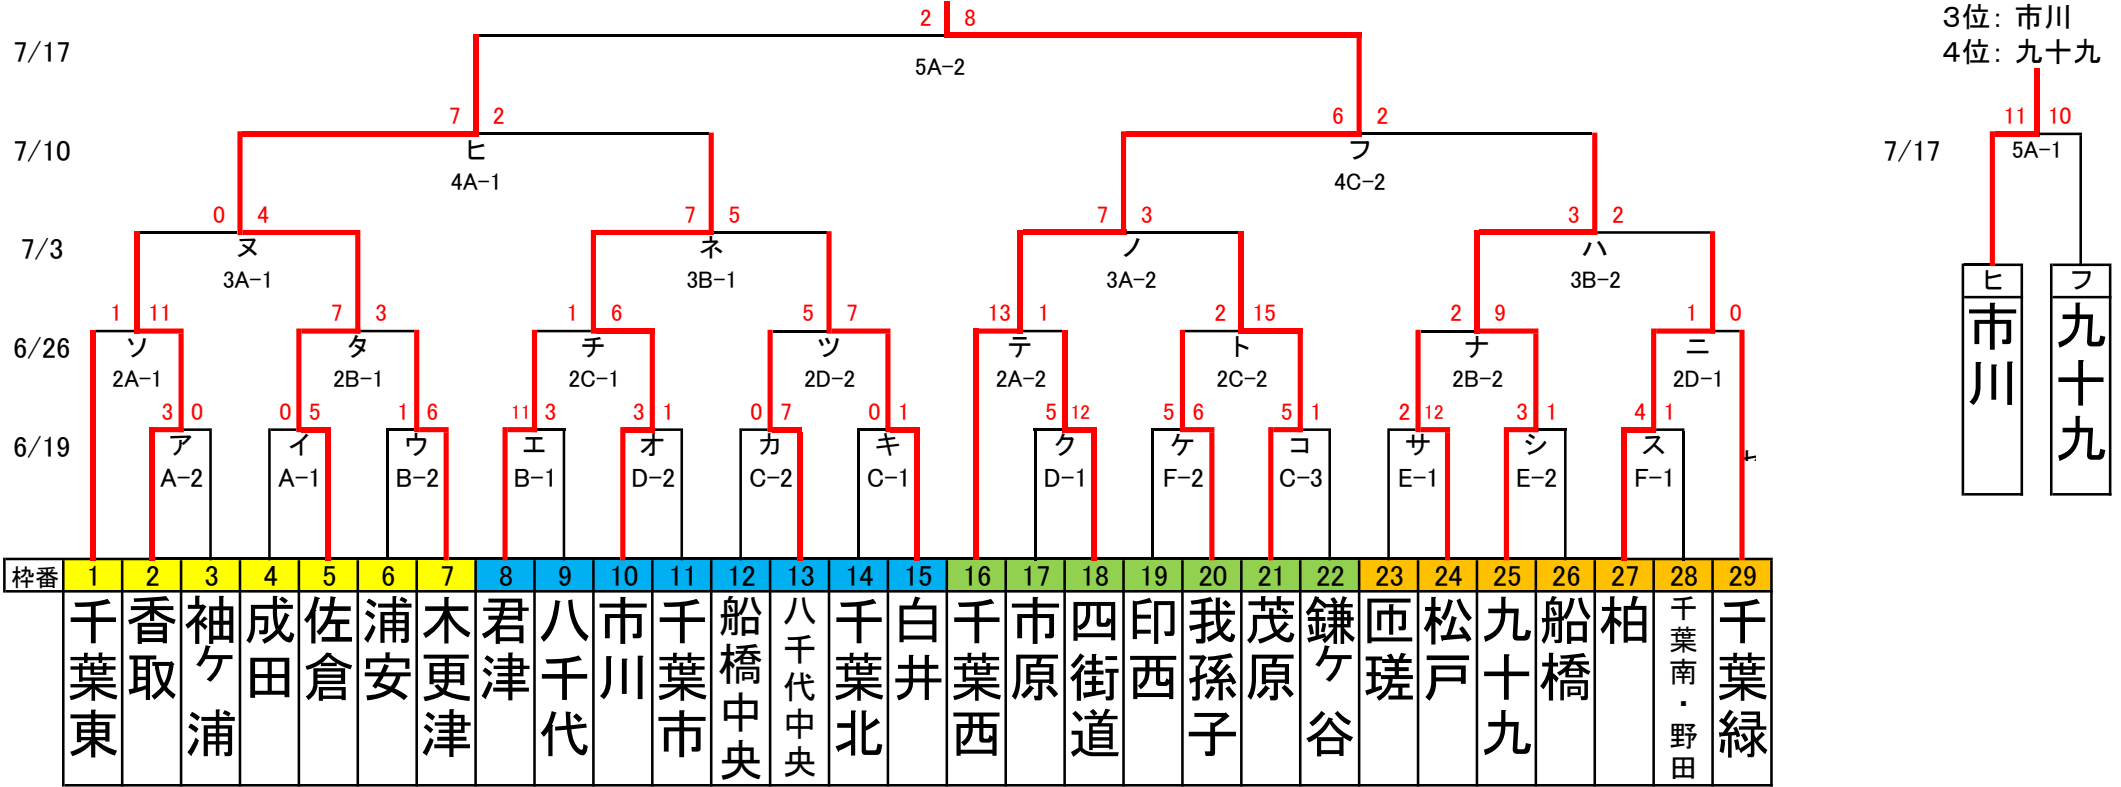 2 8
3位: 市川
7/17
5A-2
4位: 九十九
7 2
6 2
11 10
7/10
ヒ
フ
7/17
5A-1
4A-1
4C-2
0 4
7 5
7 3
3 2
7/3
ヌ
ネ
ノ
ハ
3A-1
3B-1
3A-2
3B-2
ヒ
フ
市川
九十九
1 11
7 3
1 6
5 7
13 1
2 15
2 9
1 0
6/26
ソ
タ
チ
ツ
テ
ト
ナ
ニ
2A-1
2B-1
2C-1
2D-2
2A-2
2C-2
2B-2
2D-1
3 0
0 5
1 6
11 3
3 1
0 7
0 1
5 12
5 6
5 1
2 12
3 1
4 1
6/19
ア
イ
ウ
エ
オ
カ
キ
ク
ケ
コ
サ
シ
ス
A-2
A-1
B-2
B-1
D-2
C-2
C-1
D-1
F-2
C-3
E-1
E-2
F-1
枠番 1 2 3 4 5 6 7 8 9 10 11 12 13 14 15 16 17 18 19 20 21 22 23 24 25 26 27 28 29
千葉東
香取
袖ケ浦
成田
佐倉
浦安
木更津
君津
八千代
市川
千葉市
船橋中央
八千代中央
千葉北
白井
千葉西
市原
四街道
印西
我孫子
茂原
鎌ケ谷
匝瑳
松戸
九十九
船橋
柏
千葉南・野田
千葉緑